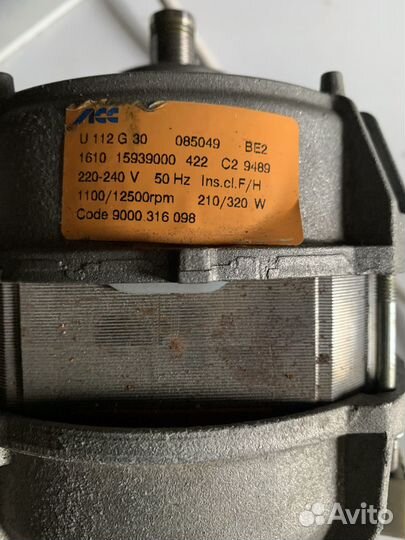 ACC
U 112 G 30 085049 BE2
1610 15939000 422 C2 9489
220-240 V 50 Hz Ins.cl.F/H
1100/12500rpm 210/320 W
Code 9000 316 098
Avito